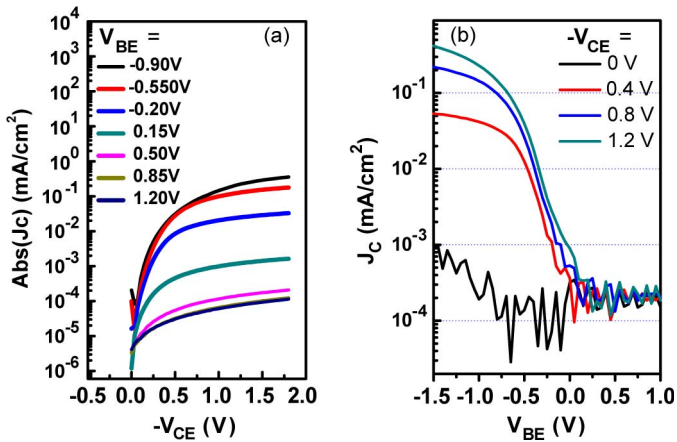 (a)
V_BE =
-0.90V
-0.550V
-0.20V
0.15V
0.50V
0.85V
1.20V
Abs(Jc) (mA/cm²)
10⁴
10³
10²
10¹
10⁰
10⁻¹
10⁻²
10⁻³
10⁻⁴
10⁻⁵
10⁻⁶
-0.5
0.0
0.5
1.0
1.5
2.0
-V_CE (V)
(b)
-V_CE =
0 V
0.4 V
0.8 V
1.2 V
J_C (mA/cm²)
10⁻¹
10⁻²
10⁻³
10⁻⁴
-1.5
-1.0
-0.5
0.0
0.5
1.0
V_BE (V)